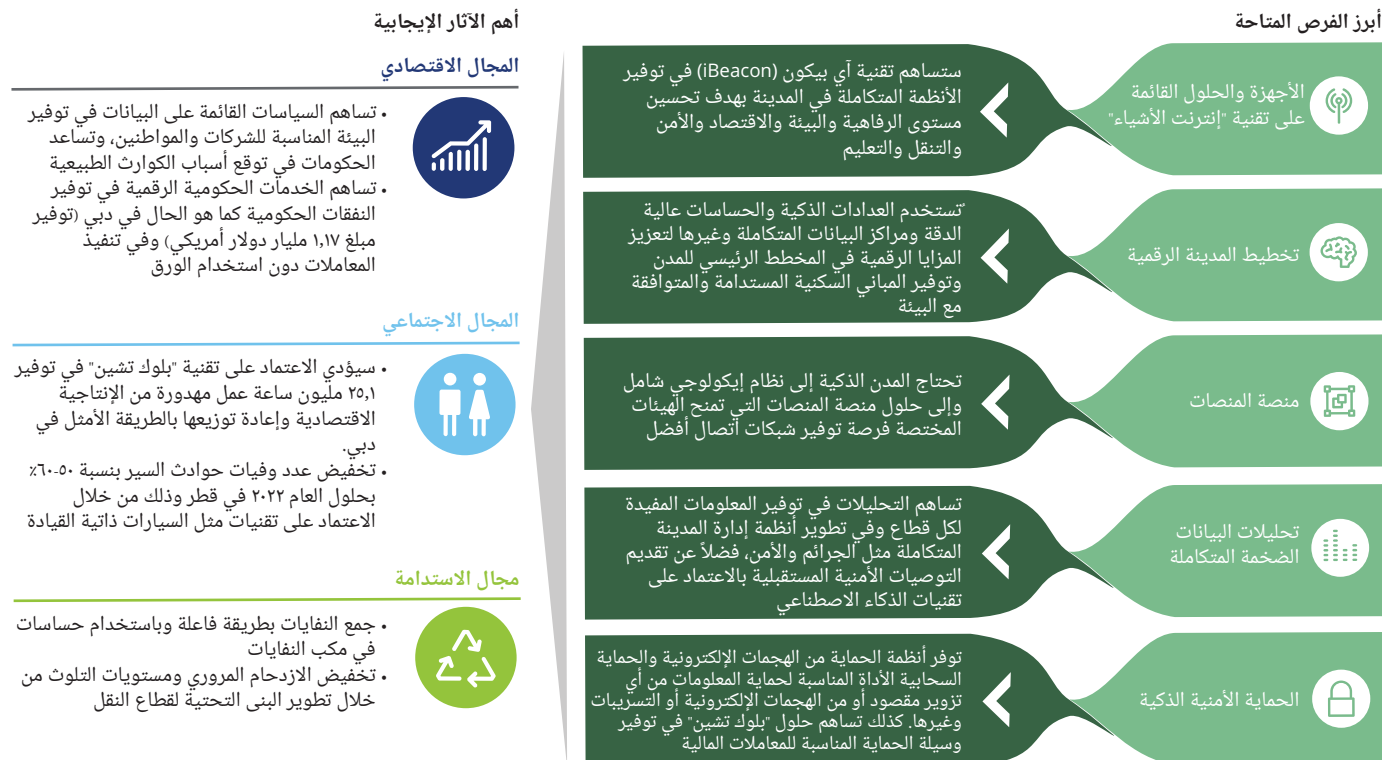 أبرز الفرص المتاحة
الأجهزة والحلول القائمة
على تقنية "إنترنت الأشياء"
ستساهم تقنية آي بيكون (iBeacon) في توفير
الأنظمة المتكاملة في المدينة بهدف تحسين
مستوى الرفاهية والبيئة والاقتصاد والأمن
والتنقل والتعليم
تخطيط المدينة الرقمية
تُستخدم العدادات الذكية والحساسات عالية
الدقة ومراكز البيانات المتكاملة وغيرها لتعزيز
المزايا الرقمية في المخطط الرئيسي للمدن
وتوفير المباني السكنية المستدامة والمتوافقة
مع البيئة
منصة المنصات
تحتاج المدن الذكية إلى نظام إيكولوجي شامل
وإلى حلول منصة المنصات التي تمنح الهيئات
المختصة فرصة توفير شبكات اتصال أفضل
تحليلات البيانات
الضخمة المتكاملة
تساهم التحليلات في توفير المعلومات المفيدة
لكل قطاع وفي تطوير أنظمة إدارة المدينة
المتكاملة مثل الجرائم والأمن، فضلاً عن تقديم
التوصيات الأمنية المستقبلية بالاعتماد على
تقنيات الذكاء الاصطناعي
الحماية الأمنية الذكية
توفر أنظمة الحماية من الهجمات الإلكترونية والحماية
السحابية الأداة المناسبة لحماية المعلومات من أي
تزوير مقصود أو من الهجمات الإلكترونية أو التسريبات
وغيرها. كذلك تساهم حلول "بلوك تشين" في توفير
وسيلة الحماية المناسبة للمعاملات المالية
أهم الآثار الإيجابية
المجال الاقتصادي
• تساهم السياسات القائمة على البيانات في توفير
البيئة المناسبة للشركات والمواطنين، وتساعد
الحكومات في توقع أسباب الكوارث الطبيعية
• تساهم الخدمات الحكومية الرقمية في توفير
النفقات الحكومية كما هو الحال في دبي (توفير
مبلغ ١,١٧ مليار دولار أمريكي) وفي تنفيذ
المعاملات دون استخدام الورق
المجال الاجتماعي
• سيؤدي الاعتماد على تقنية "بلوك تشين" في توفير
٢٥,١ مليون ساعة عمل مهدورة من الإنتاجية
الاقتصادية وإعادة توزيعها بالطريقة الأمثل في
دبي.
• تخفيض عدد وفيات حوادث السير بنسبة ٥٠-٦٠٪
بحلول العام ٢٠٢٢ في قطر وذلك من خلال
الاعتماد على تقنيات مثل السيارات ذاتية القيادة
مجال الاستدامة
• جمع النفايات بطريقة فاعلة وباستخدام حساسات
في مكب النفايات
• تخفيض الازدحام المروري ومستويات التلوث من
خلال تطوير البنى التحتية لقطاع النقل